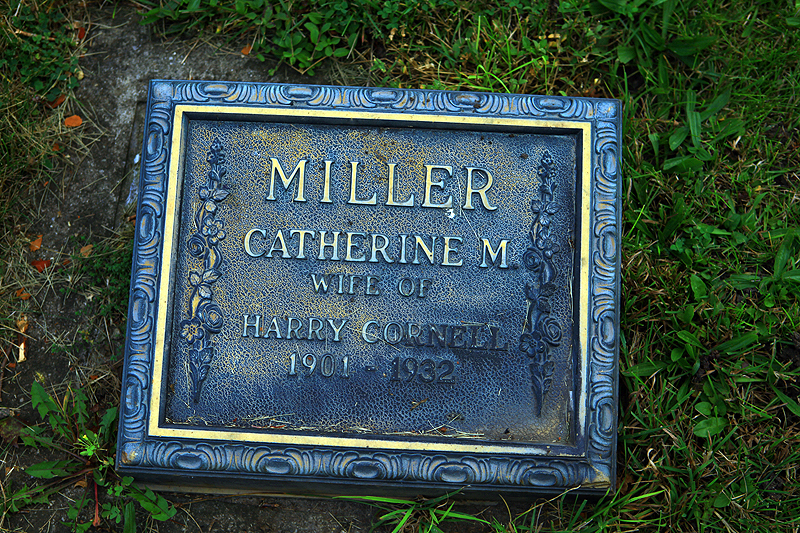 MILLER
CATHERINE M.
WIFE OF
HARRY CORNELL
1901 - 1932